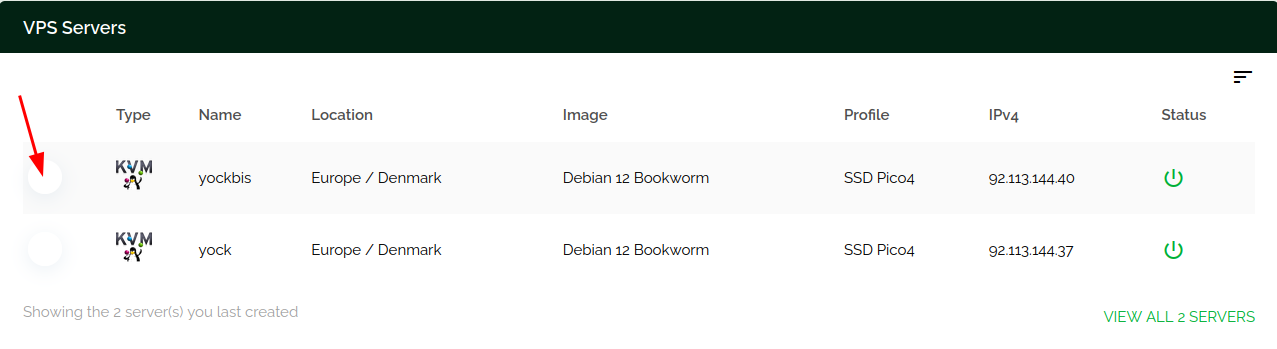 VPS Servers
Type Name Location Image Profile IPv4 Status
KVM yockbis Europe / Denmark Debian 12 Bookworm SSD Pico4 92.113.144.40
KVM yock Europe / Denmark Debian 12 Bookworm SSD Pico4 92.113.144.37
Showing the 2 server(s) you last created
VIEW ALL 2 SERVERS